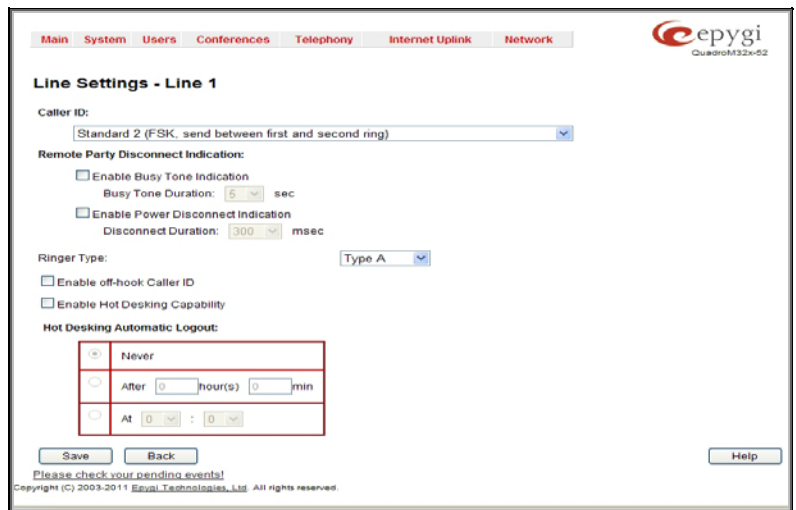 Main System Users Conferences Telephony Internet Uplink Network
epygi
QuadroM32x-52
Line Settings - Line 1
Caller ID:
Standard 2 (FSK, send between first and second ring)
Remote Party Disconnect Indication:
Enable Busy Tone Indication
Busy Tone Duration: 5 sec
Enable Power Disconnect Indication
Disconnect Duration: 300 msec
Ringer Type: Type A
Enable off-hook Caller ID
Enable Hot Desking Capability
Hot Desking Automatic Logout:
Never
After 0 hour(s) 0 min
At 0 : 0
Save Back Help
Please check your pending events!
Copyright (C) 2003-2011 Epygi Technologies, Ltd. All rights reserved.